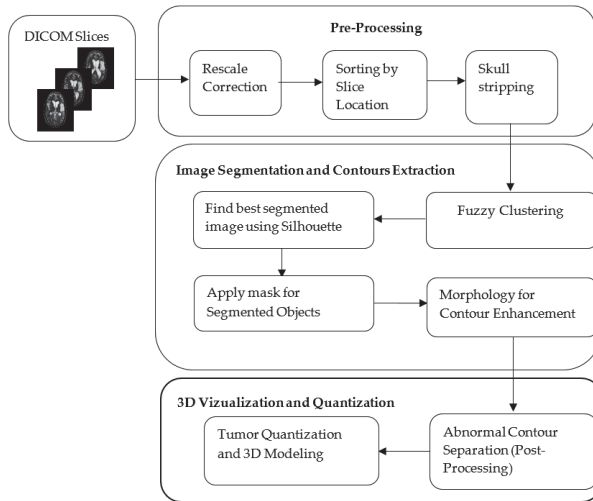 DICOM Slices
Pre-Processing
Rescale
Correction
Sorting by
Slice
Location
Skull
stripping
Image Segmentation and Contours Extraction
Fuzzy Clustering
Find best segmented
image using Silhouette
Apply mask for
Segmented Objects
Morphology for
Contour Enhancement
3D Vizualization and Quantization
Abnormal Contour
Separation (Post-
Processing)
Tumor Quantization
and 3D Modeling